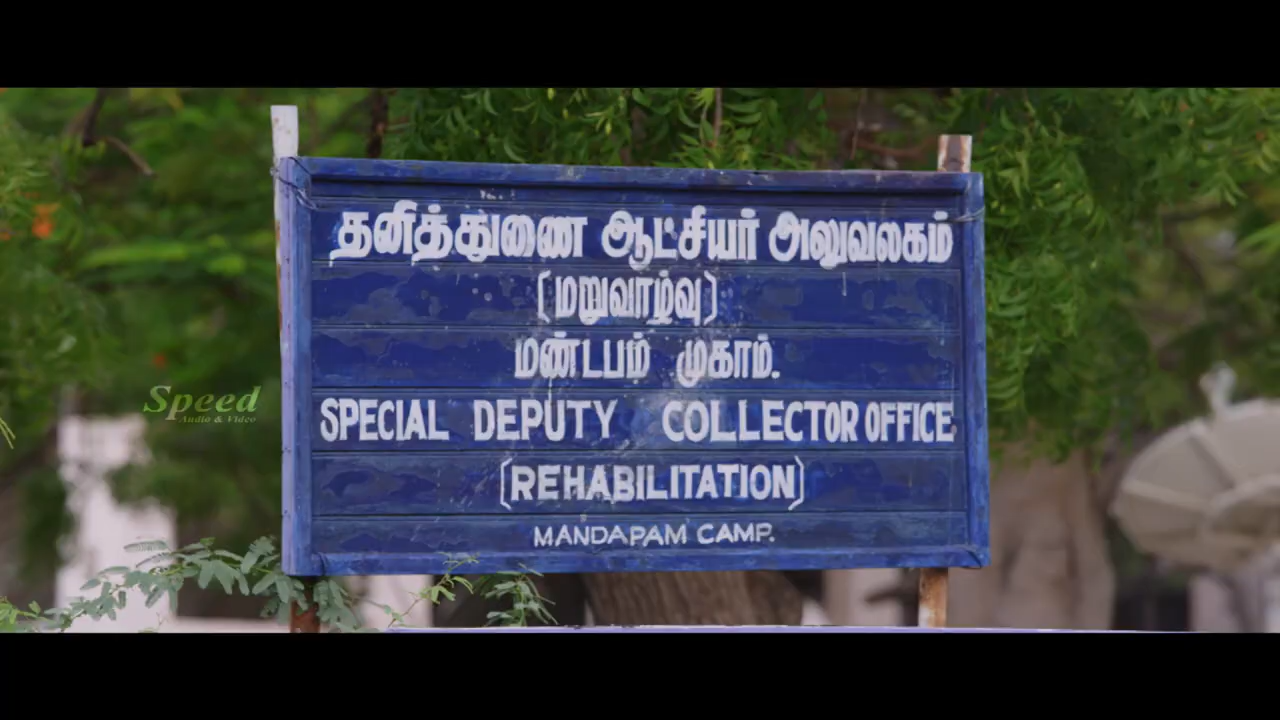 தனித்துணை ஆட்சியர் அலுவலகம்
(மறுவாழ்வு)
மண்டபம் முகாம்.
SPECIAL DEPUTY COLLECTOR OFFICE
(REHABILITATION)
MANDAPAM CAMP.
Speed
Audio & Video